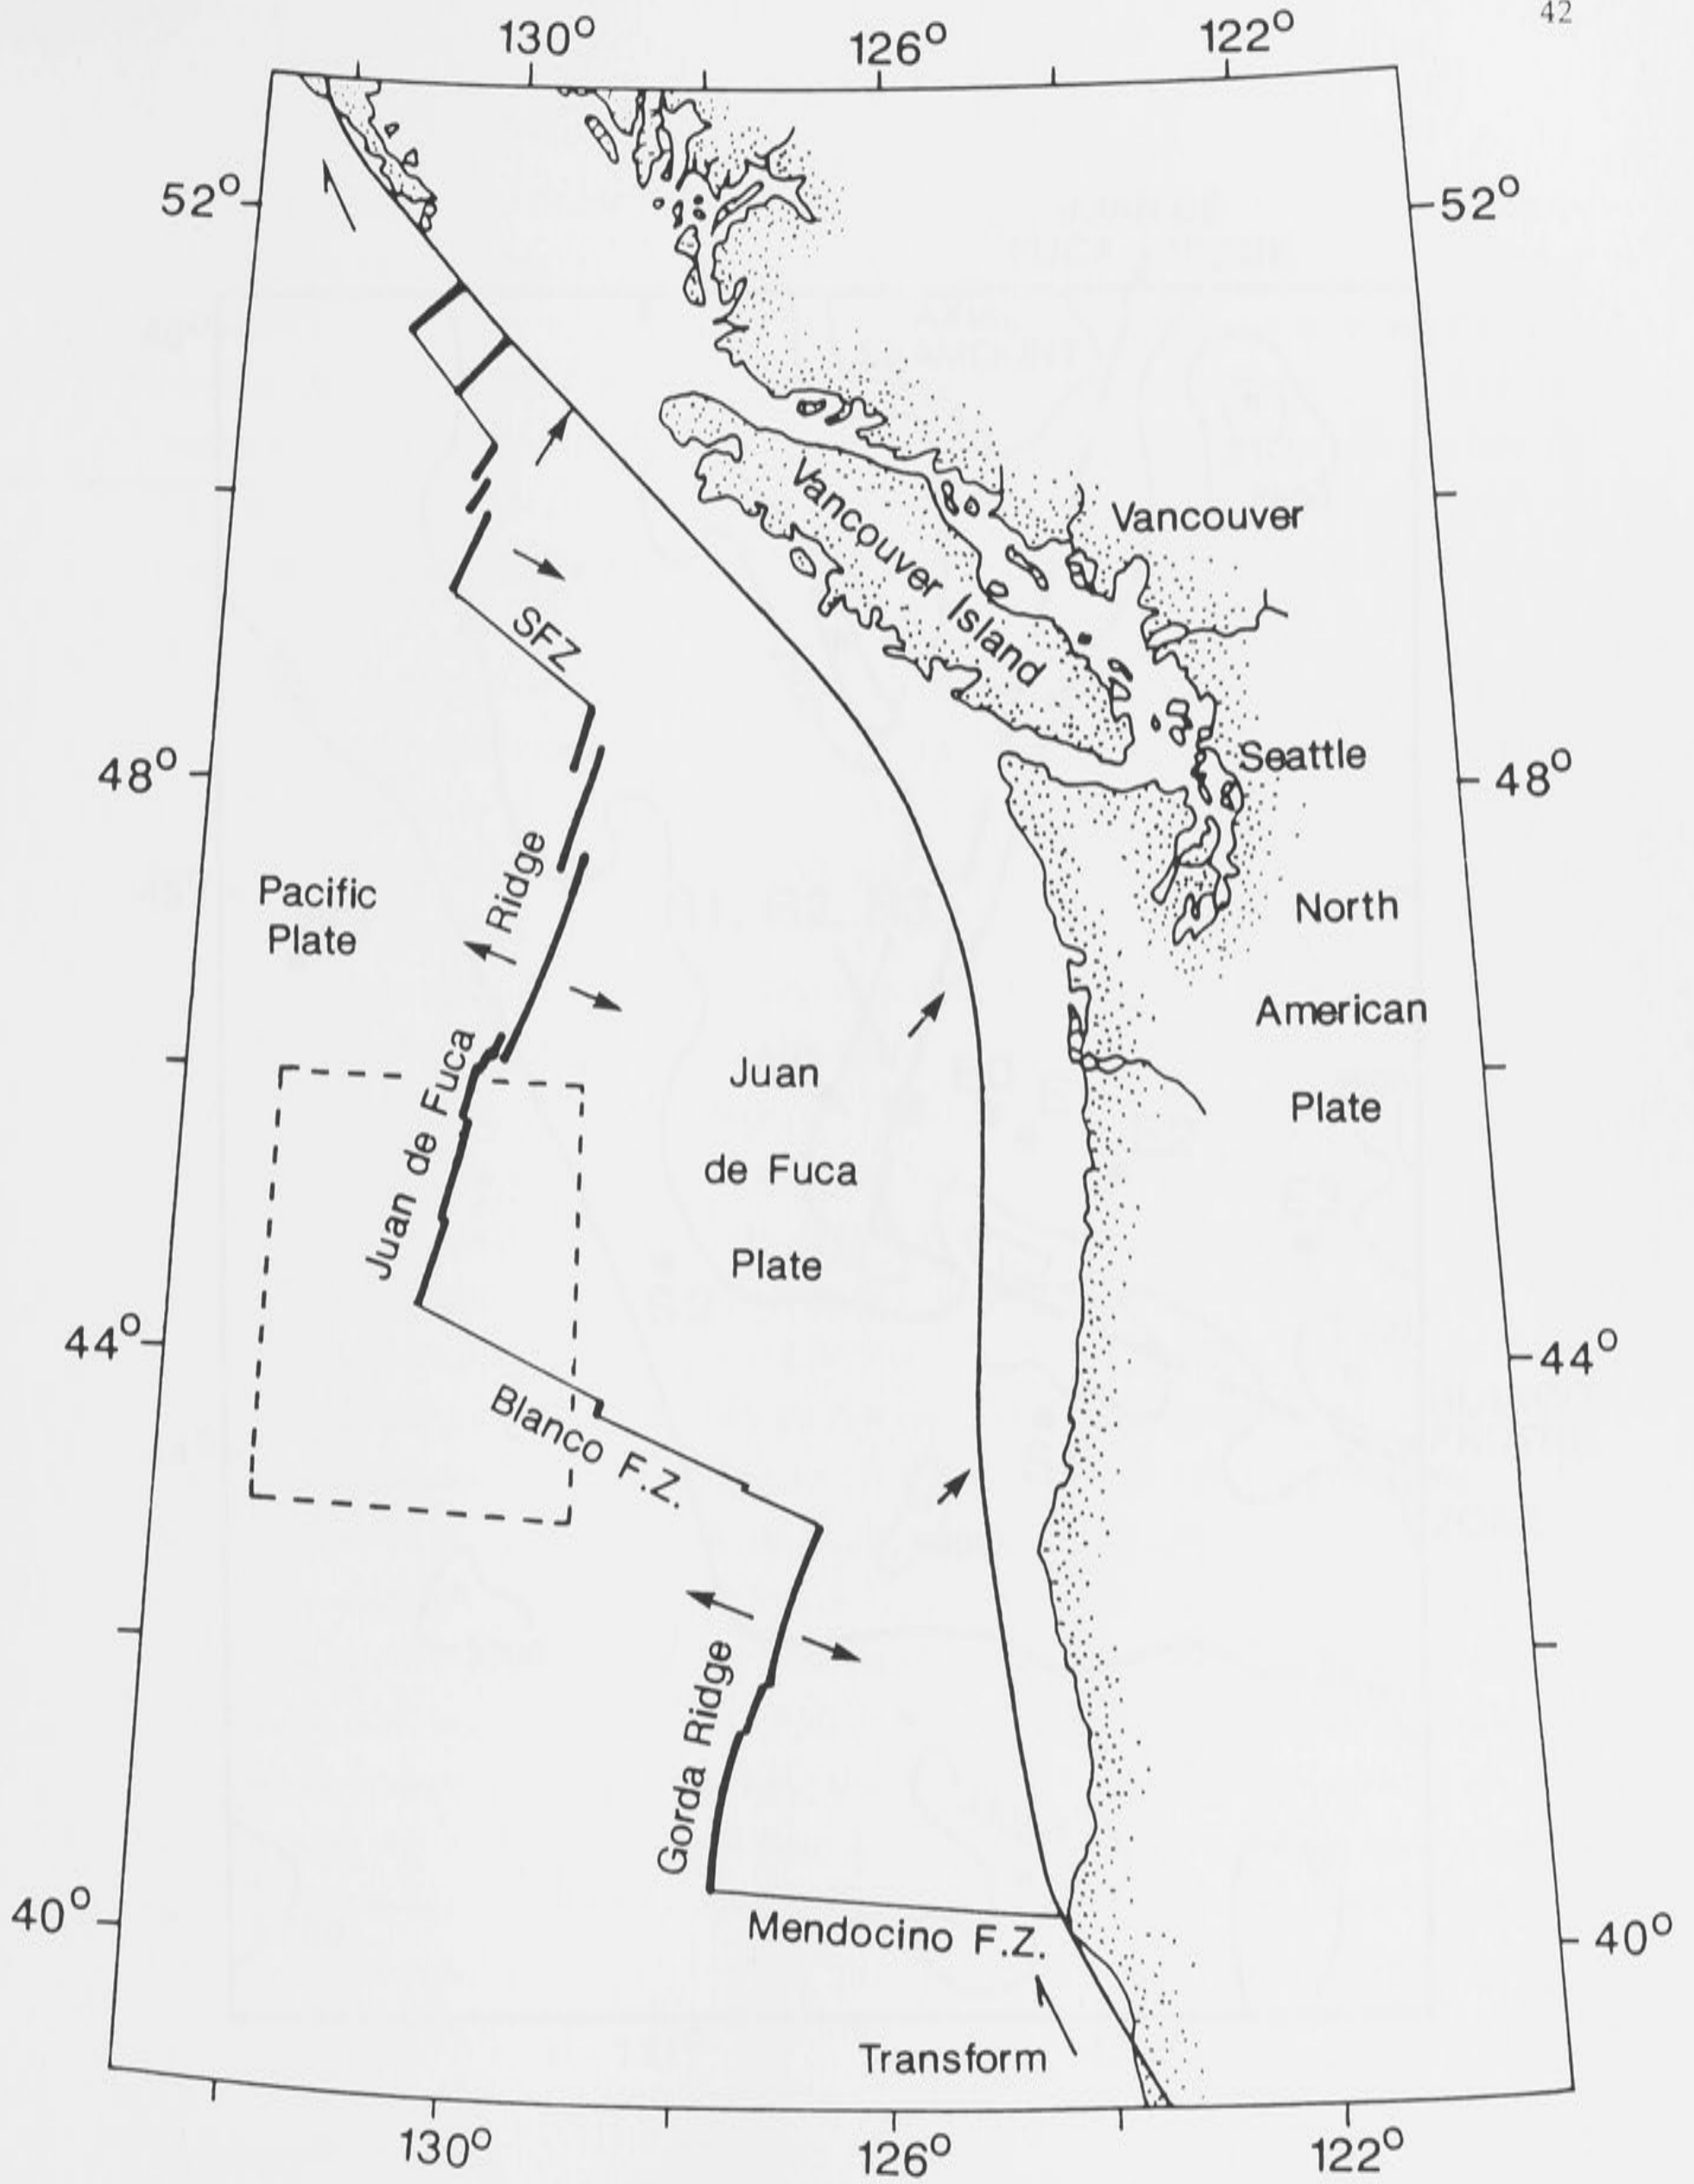 42
130°
126°
122°
52°
52°
Vancouver
Vancouver Island
SFZ
Seattle
48°
48°
Pacific
Plate
North
American
Plate
Juan de Fuca Ridge
Juan
de Fuca
Plate
44°
44°
Blanco F.Z.
Gorda Ridge
40°
40°
Mendocino F.Z.
Transform
130°
126°
122°